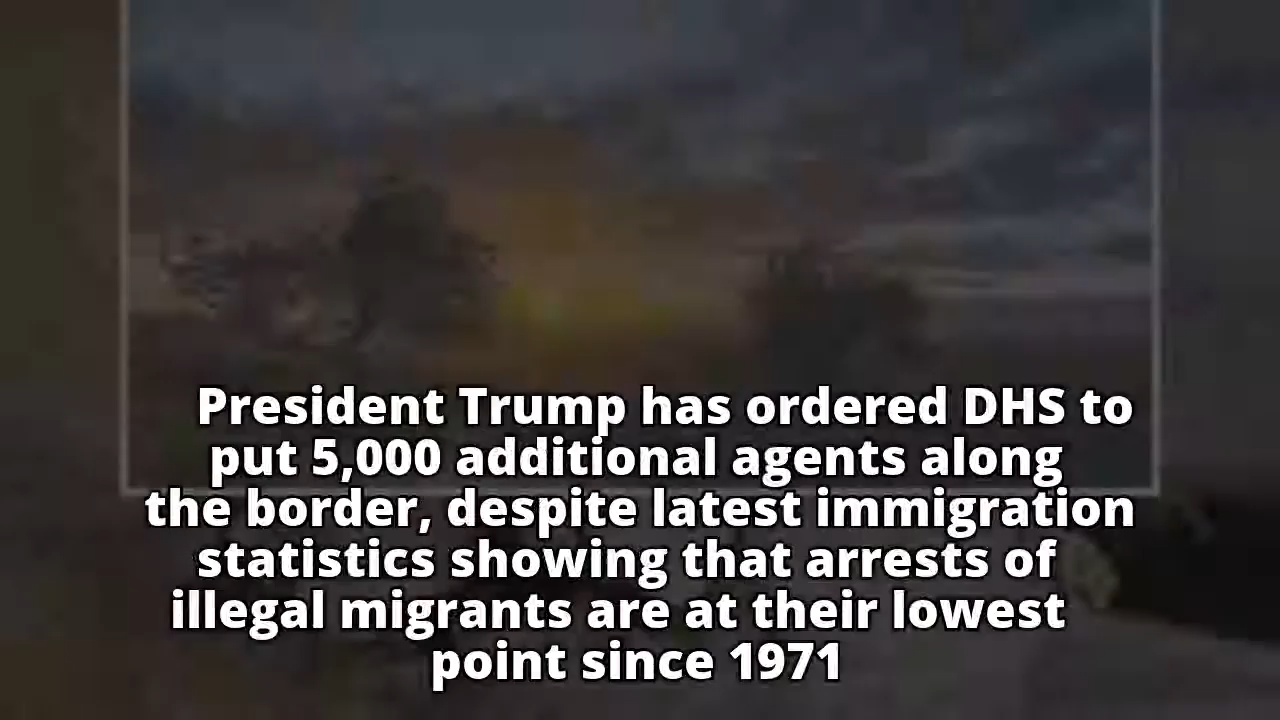 President Trump has ordered DHS to
put 5,000 additional agents along
the border, despite latest immigration
statistics showing that arrests of
illegal migrants are at their lowest
point since 1971